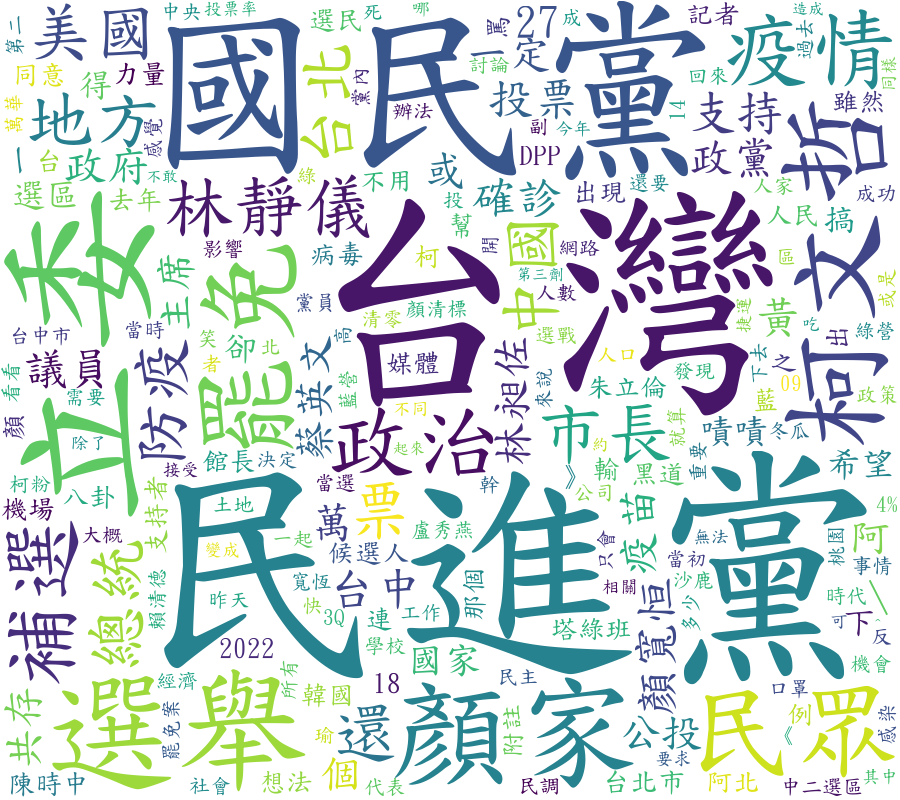 國民黨
台灣
民進黨
立委
柯文哲
選舉
顏家
罷免
政治
民眾
補選
總統
市長
林靜儀
疫情
美國
地方
台北
中國
防疫
票
投票
27
一定
支持
政黨
DPP
或
確診
政府
一
台
得
同意
力量
第二
中央
投票率
選民
死
哪
罵
討論
記者
成
過去
造成
回來
同樣
14
今年
副
辦法
黨內
感覺
萬華
不敢
綠
選區
去年
不用
投
幫
還要
出現
雖然
人家
成功
人民
搞
影響
病毒
柯
開
網路
第三劑
人數
選戰
黨員
顏清標
清零
高
主席
卻
笑
者
北
蔡英文
藍營
媒體
林昶佐
來說
朱立倫
發現
人口
黃
捷運
區
或是
綠營
出
吃
之
下去
藍
09
政策
台中市
當時
議員
看看
需要
顏
除了
接受
館長
決定
不同
起來
當選
幹
》
輸
就算
黑道
嘖嘖
冬瓜
重要
約
公司
希望
4%
柯粉
八卦
機場
大概
支持者
土地
萬
盧秀燕
候選人
變成
一起
疫苗
只會
當初
無法
相關
桃園
阿
事情
時代
賴清德
昨天
寬恆
快
台中
3Q
連
工作
那個
塔綠班
沙鹿
多少
顏寬恒
可
下
反
機會
2022
學校
國家
18
共存
經濟
所有
韓國
還
民主
附註
公投
要求
口罩
例
《
感染
罷免案
瑜
個
陳時中
社會
想法
代表
民調
台北市
阿北
中二選區
其中